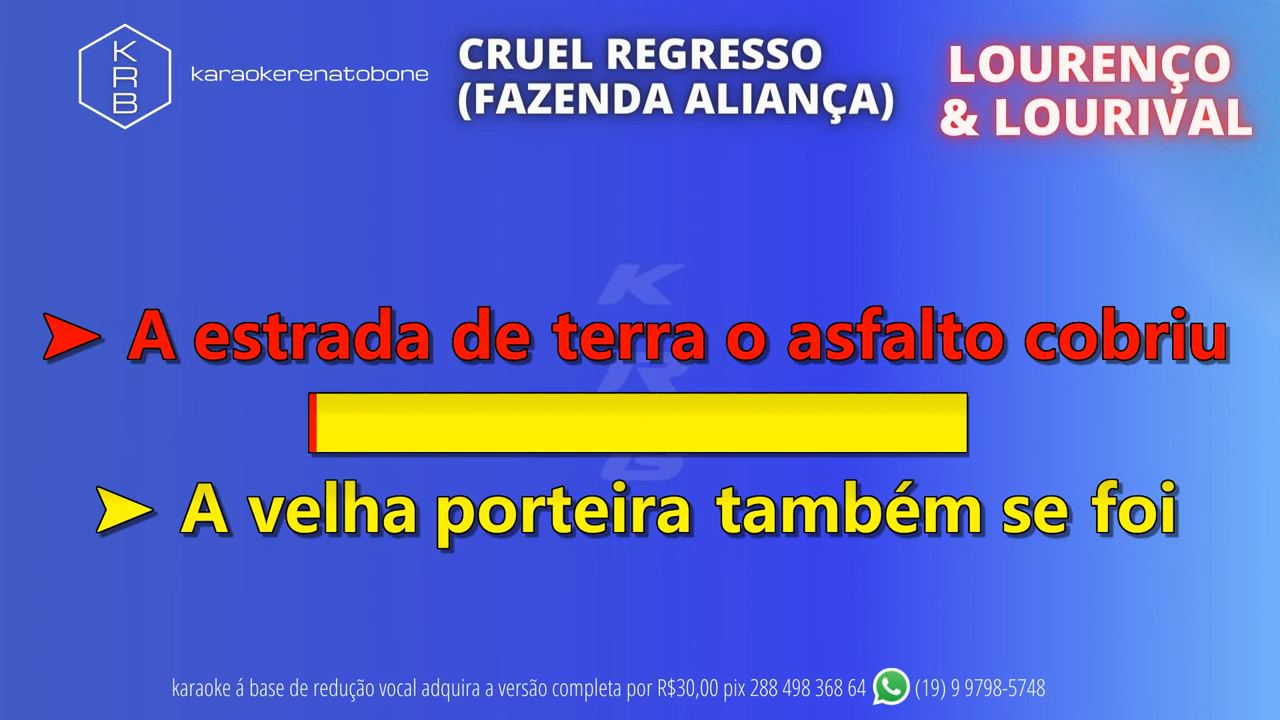 KRB
karaokerenatobone
CRUEL REGRESSO
(FAZENDA ALIANÇA)
LOURENÇO
& LOURIVAL
➤ A estrada de terra o asfalto cobriu
KRB
➤ A velha porteira também se foi
karaoke á base de redução vocal adquira a versão completa por R$30,00 pix 288 498 368 64 (19) 9 9798-5748